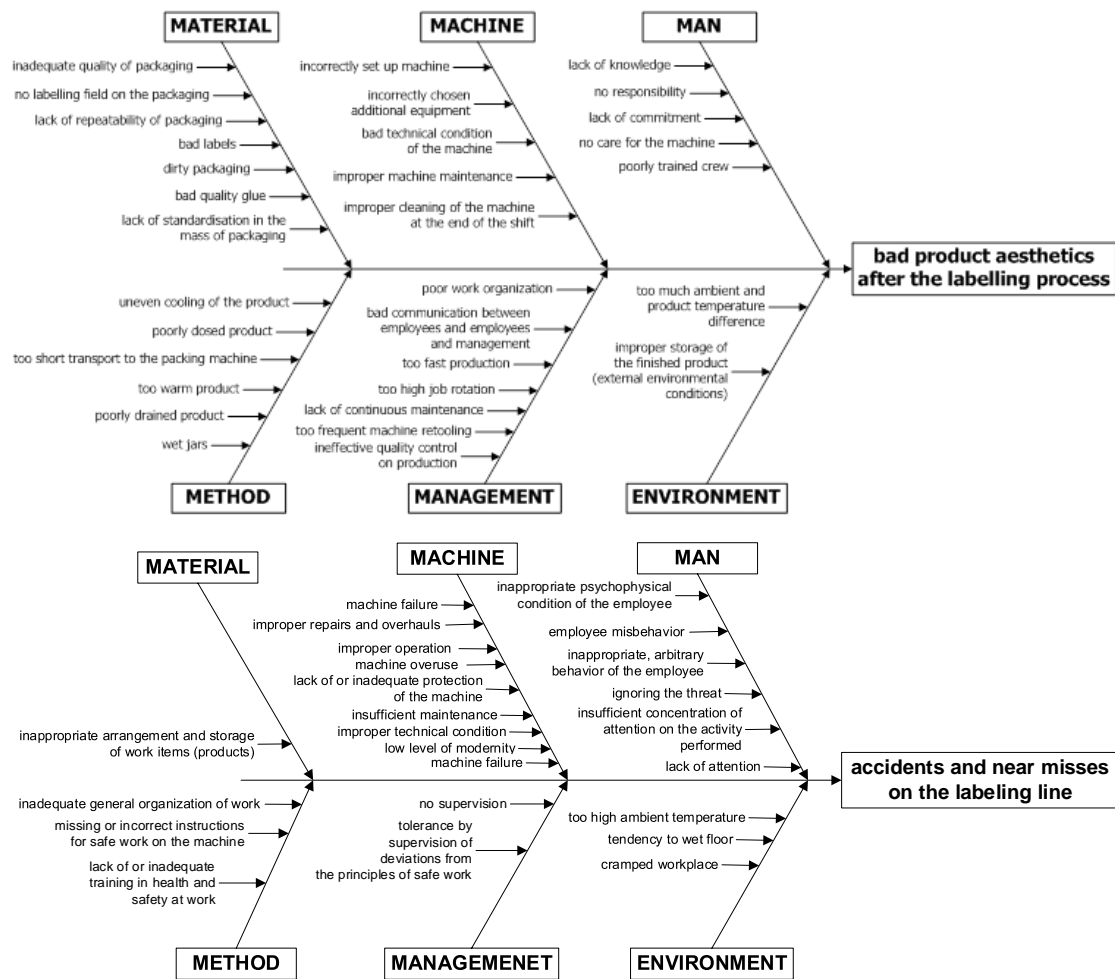 MATERIAL
MACHINE
MAN
inadequate quality of packaging
no labelling field on the packaging
lack of repeatability of packaging
bad labels
dirty packaging
bad quality glue
lack of standardisation in the
mass of packaging
incorrectly set up machine
incorrectly chosen
additional equipment
bad technical condition
of the machine
improper machine maintenance
improper cleaning of the machine
at the end of the shift
lack of knowledge
no responsibility
lack of commitment
no care for the machine
poorly trained crew
bad product aesthetics
after the labelling process
uneven cooling of the product
poorly dosed product
too short transport to the packing machine
too warm product
poorly drained product
wet jars
poor work organization
bad communication between
employees and employees
and management
too fast production
too high job rotation
lack of continuous maintenance
too frequent machine retooling
ineffective quality control
on production
too much ambient and
product temperature
difference
improper storage of
the finished product
(external environmental
conditions)
METHOD
MANAGEMENT
ENVIRONMENT
MATERIAL
MACHINE
MAN
inappropriate arrangement and storage
of work items (products)
machine failure
improper repairs and overhauls
improper operation
machine overuse
lack of or inadequate protection
of the machine
insufficient maintenance
improper technical condition
low level of modernity
machine failure
inappropriate psychophysical
condition of the employee
employee misbehavior
inappropriate, arbitrary
behavior of the employee
ignoring the threat
insufficient concentration of
attention on the activity
performed
lack of attention
accidents and near misses
on the labeling line
inadequate general organization of work
missing or incorrect instructions
for safe work on the machine
lack of or inadequate
training in health and
safety at work
no supervision
tolerance by
supervision of
deviations from
the principles of safe work
too high ambient temperature
tendency to wet floor
cramped workplace
METHOD
MANAGEMENET
ENVIRONMENT